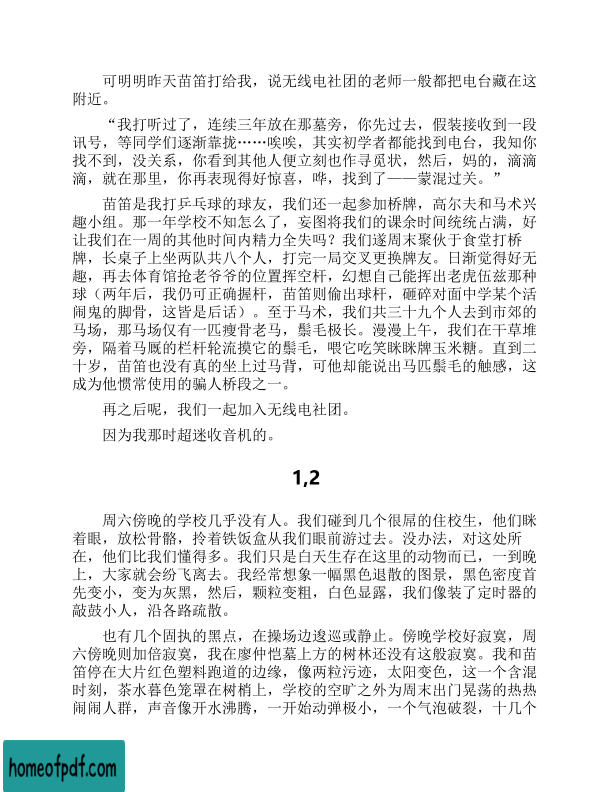 可明明昨天苗笛打给我，说无线电社团的老师一般都把电台藏在这
附近。
“我打听过了，连续三年放在那墓旁，你先过去，假装接收到一段
讯号，等同学们逐渐靠拢……唉唉，其实初学者都能找到电台，我知你
找不到，没关系，你看到其他人便立刻也作寻觅状，然后，妈的，滴滴
滴，就在那里，你再表现得好惊喜，哗，找到了——蒙混过关。”
苗笛是我打乒乓球的球友，我们还一起参加桥牌，高尔夫和马术兴
趣小组。那一年学校不知怎么了，妄图将我们的课余时间统统占满，好
让我们在一周的其他时间内精力全失吗？我们遂周末聚伙于食堂打桥
牌，长桌子上坐两队共八个人，打完一局交叉更换牌友。日渐觉得好无
趣，再去体育馆抢老爷爷的位置挥空杆，幻想自己能挥出老虎伍兹那种
球（两年后，我仍可正确握杆，苗笛则偷出球杆，砸碎对面中学某个活
闹鬼的脚骨，这皆是后话）。至于马术，我们共三十九个人去到市郊的
马场，那马场仅有一匹瘦骨老马，鬃毛极长。漫漫上午，我们在干草堆
旁，隔着马厩的栏杆轮流摸它的鬃毛，喂它吃笑眯眯牌玉米糖。直到二
十岁，苗笛也没有真的坐上过马背，可他却能说出马匹鬃毛的触感，这
成为他惯常使用的骗人桥段之一。
再之后呢，我们一起加入无线电社团。
因为我那时超迷收音机的。
1,2
周六傍晚的学校几乎没有人。我们碰到几个很屌的住校生，他们眯
着眼，放松骨骼，拎着铁饭盒从我们眼前游过去。没办法，对这处所
在，他们比我们懂得多。我们只是白天生存在这里的动物而已，一到晚
上，大家就会纷飞离去。我经常想象一幅黑色退散的图景，黑色密度首
先变小，变为灰黑，然后，颗粒变粗，白色显露，我们像装了定时器的
敲鼓小人，沿各路疏散。
也有几个固执的黑点，在操场边逡巡或静止。傍晚学校好寂寞，周
六傍晚则加倍寂寞，我在廖仲恺墓上方的树林还没有这般寂寞。我和苗
笛停在大片红色塑料跑道的边缘，像两粒污迹，太阳变色，这一个含混
时刻，茶水暮色笼罩在树梢上，学校的空旷之外为周末出门晃荡的热热
闹闹人群，声音像开水沸腾，一开始动弹极小，一个气泡破裂，十几个
homeofpdf.com